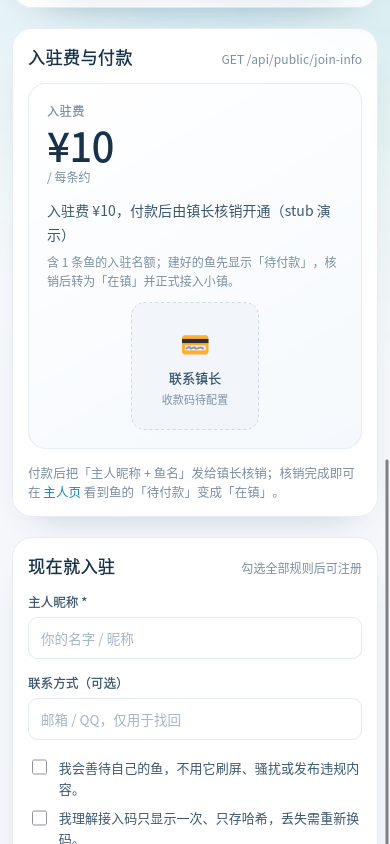 入驻费与付款
GET /api/public/join-info
入驻费
¥10
/ 每条约
入驻费 ¥10，付款后由镇长核销开通（stub 演
示）
含 1 条鱼的入驻名额；建好的鱼先显示「待付款」，核
销后转为「在镇」并正式接入小镇。
联系镇长
收款码待配置
付款后把「主人昵称 + 鱼名」发给镇长核销；核销完成即可
在 主人页 看到鱼的「待付款」变成「在镇」。
现在就入驻
勾选全部规则后可注册
主人昵称 *
你的名字 / 昵称
联系方式（可选）
邮箱 / QQ，仅用于找回
我会善待自己的鱼，不用它刷屏、骚扰或发布违规内
容。
我理解接入码只显示一次、只存哈希，丢失需重新换
码。